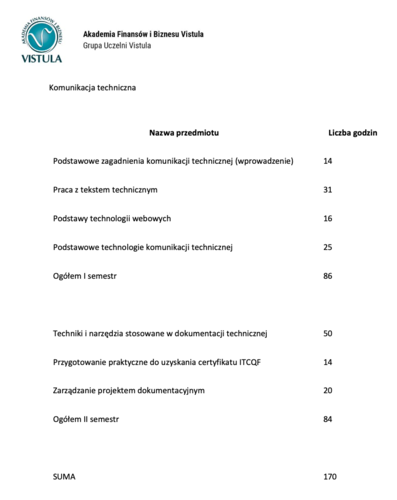 AKADEMIA FINANSÓW I BIZNESU
VISTULA
Akademia Finansów i Biznesu Vistula
Grupa Uczelni Vistula
Komunikacja techniczna
Nazwa przedmiotu Liczba godzin
Podstawowe zagadnienia komunikacji technicznej (wprowadzenie) 14
Praca z tekstem technicznym 31
Podstawy technologii webowych 16
Podstawowe technologie komunikacji technicznej 25
Ogółem I semestr 86
Techniki i narzędzia stosowane w dokumentacji technicznej 50
Przygotowanie praktyczne do uzyskania certyfikatu ITCQF 14
Zarządzanie projektem dokumentacyjnym 20
Ogółem II semestr 84
SUMA 170